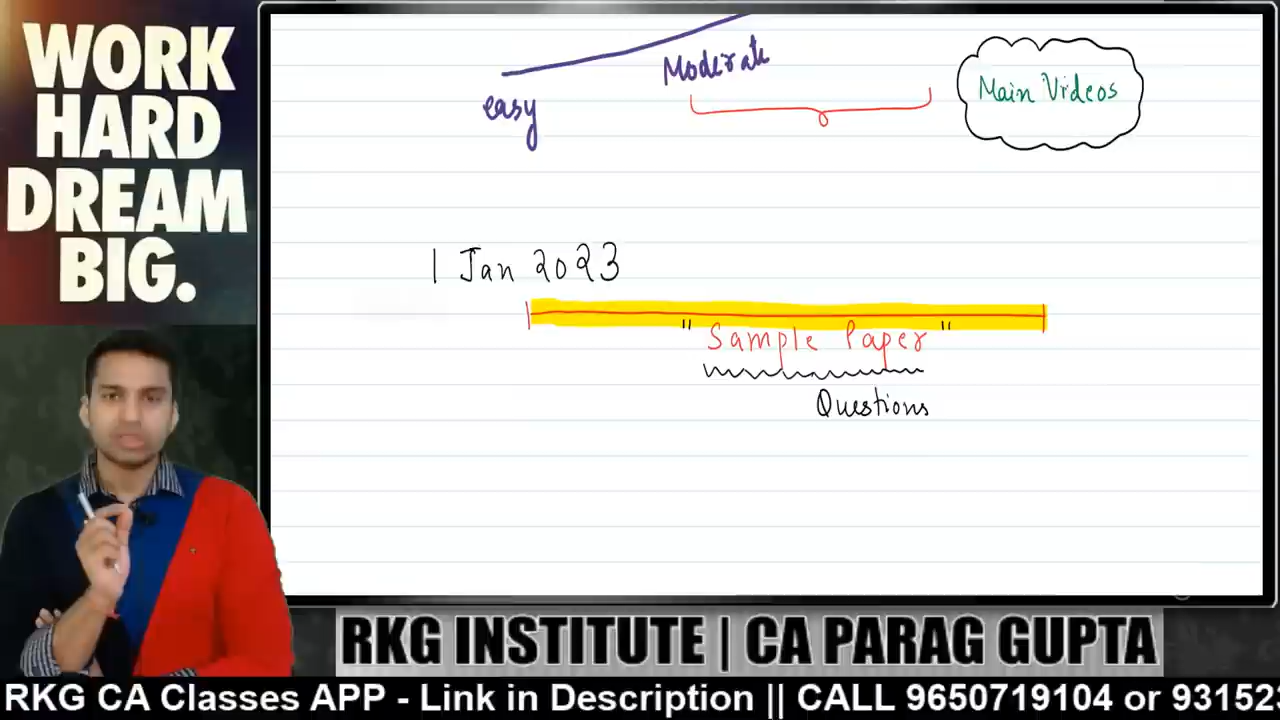 WORK
HARD
DREAM
BIG.
easy
Moderate
Main Videos
1 Jan 2023
" Sample Paper "
Questions
RKG INSTITUTE | CA PARAG GUPTA
RKG CA Classes APP - Link in Description || CALL 9650719104 or 931523